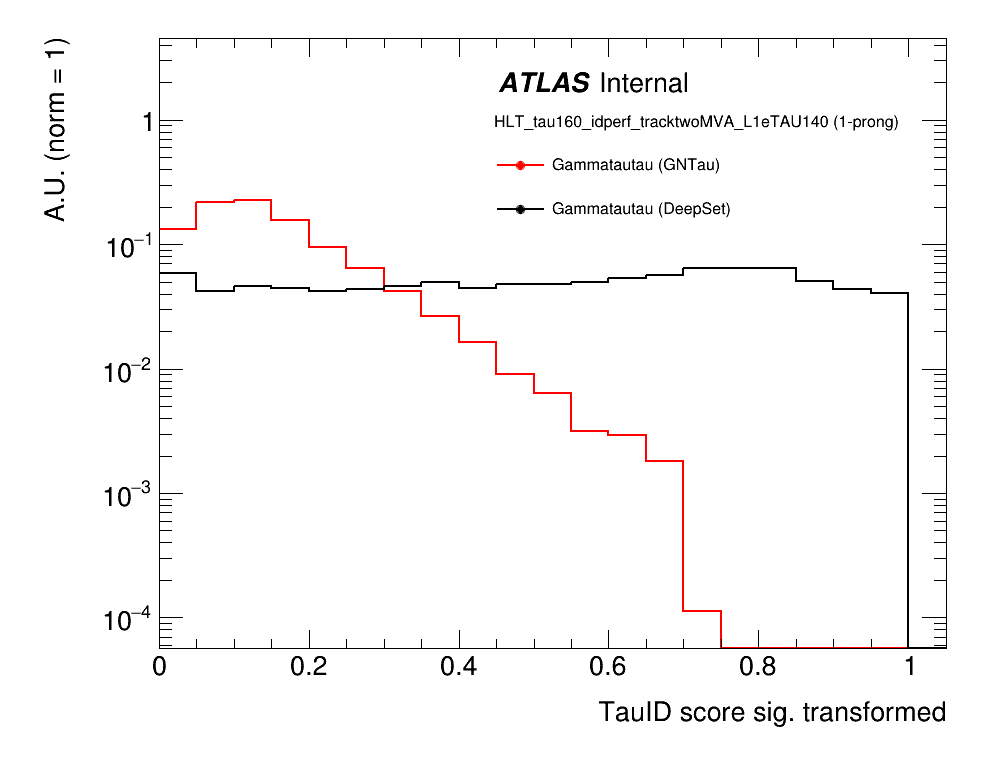 A.U. (norm = 1)
ATLAS Internal
HLT_tau160_idperf_tracktwoMVA_L1eTAU140 (1-prong)
Gammatautau (GNTau)
Gammatautau (DeepSet)
1
10⁻¹
10⁻²
10⁻³
10⁻⁴
0 0.2 0.4 0.6 0.8 1
TauID score sig. transformed